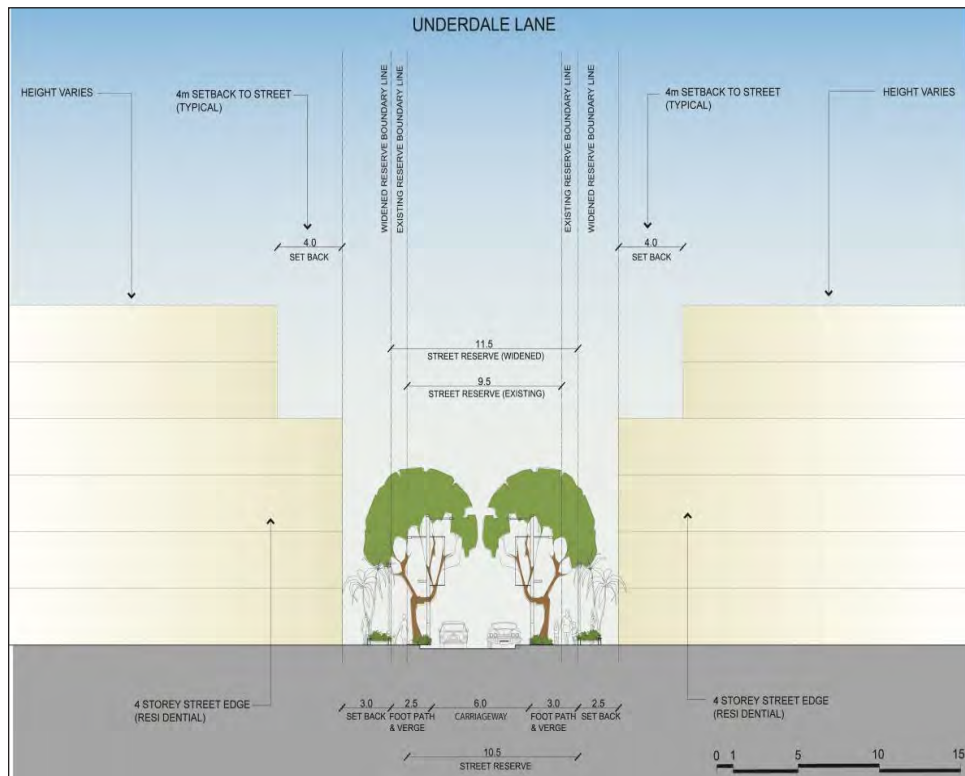 UNDERDALE LANE
WIDENED RESERVE BOUNDARY LINE
EXISTING RESERVE BOUNDARY LINE
EXISTING RESERVE BOUNDARY LINE
WIDENED RESERVE BOUNDARY LINE
HEIGHT VARIES
4m SETBACK TO STREET
(TYPICAL)
4m SETBACK TO STREET
(TYPICAL)
HEIGHT VARIES
4.0
SET BACK
4.0
SET BACK
11.5
STREET RESERVE (WIDENED)
9.5
STREET RESERVE (EXISTING)
4 STOREY STREET EDGE
(RESI DENTIAL)
4 STOREY STREET EDGE
(RESI DENTIAL)
3.0
SET BACK
2.5
FOOT PATH
& VERGE
6.0
CARRIAGEWAY
3.0
FOOT PATH
& VERGE
2.5
SET BACK
10.5
STREET RESERVE
0 1 5 10 15